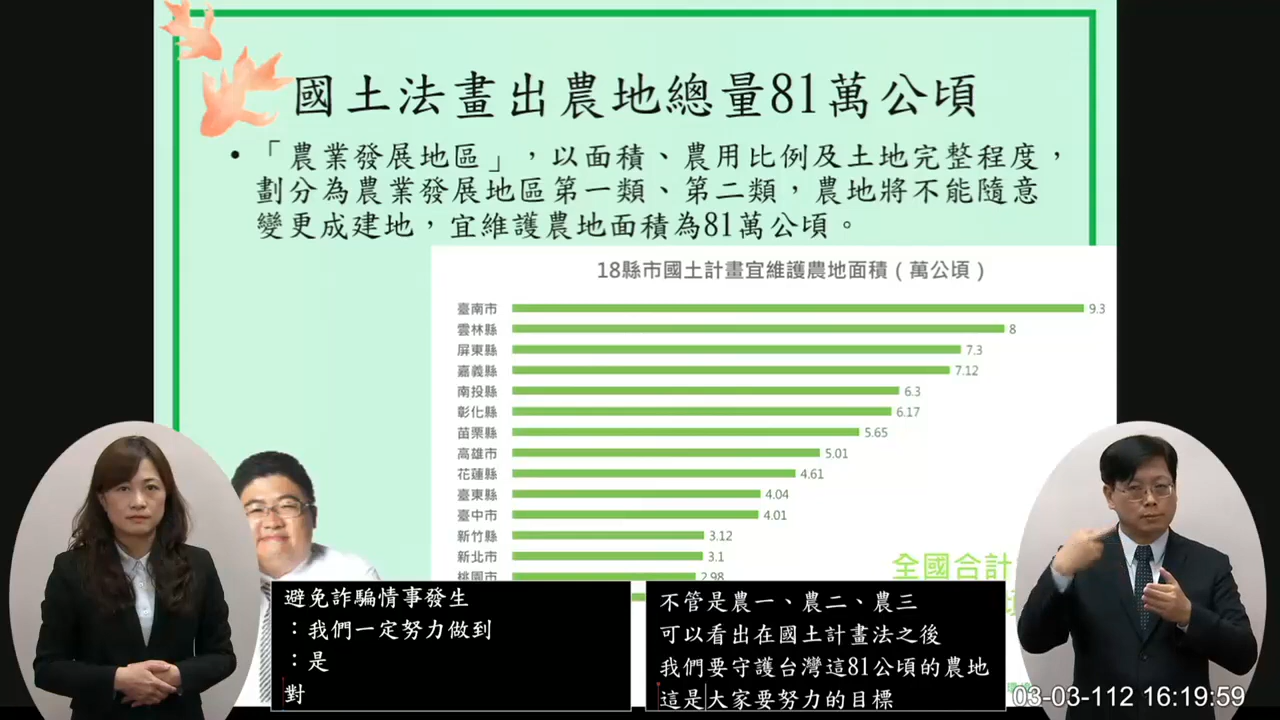 國土法畫出農地總量81萬公頃
•「農業發展地區」，以面積、農用比例及土地完整程度，
劃分為農業發展地區第一類、第二類，農地將不能隨意
變更成建地，宜維護農地面積為81萬公頃。
18縣市國土計畫宜維護農地面積（萬公頃）
臺南市 9.3
雲林縣 8
屏東縣 7.3
嘉義縣 7.12
南投縣 6.3
彰化縣 6.17
苗栗縣 5.65
高雄市 5.01
花蓮縣 4.61
臺東縣 4.04
臺中市 4.01
新竹縣 3.12
新北市 3.1
桃園市 2.98
全國合計
避免詐騙情事發生
：我們一定努力做到
：是
對
不管是農一、農二、農三
可以看出在國土計畫法之後
我們要守護台灣這81公頃的農地
這是大家要努力的目標
03-03-112 16:19:59